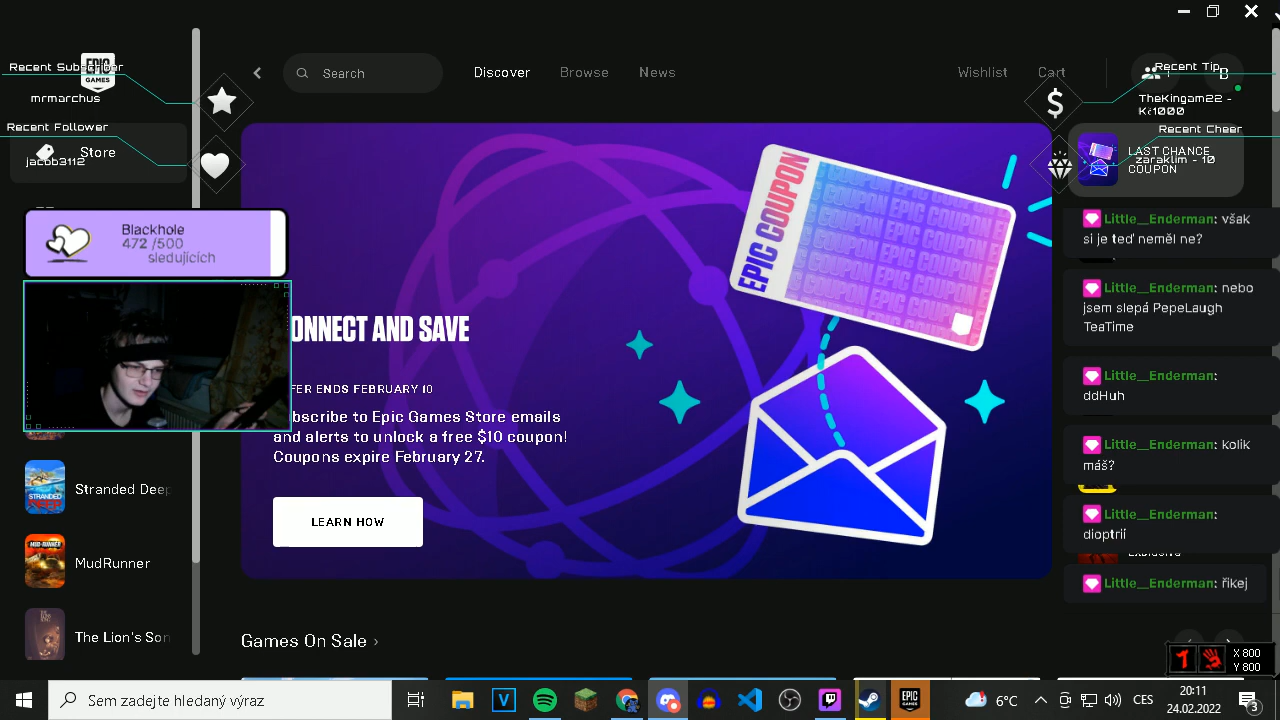 EPIC
GAMES
Recent Subscriber
mrmarchus
Recent Follower
jacob3112
Store
Search
Discover
Browse
News
Wishlist
Cart
B
Recent Tip
TheKingam22 -
Kč1000
Recent Cheer
zaraklim - 10
LAST CHANCE
COUPON
Blackhole
472 /500
sledujících
EPIC COUPON
ONNECT AND SAVE
FER ENDS FEBRUARY 10
bscribe to Epic Games Store emails
and alerts to unlock a free $10 coupon!
Coupons expire February 27.
LEARN HOW
Little__Enderman: však
si je teď neměl ne?
Little__Enderman: nebo
jsem slepá PepeLaugh
TeaTime
Little__Enderman:
ddHuh
Little__Enderman: kolik
máš?
Little__Enderman:
dioptrií
Little__Enderman: říkej
Stranded Deep
MudRunner
The Lion's Son
Games On Sale ›
X 800
Y 800
Sem zadejte hledaný výraz
6°C
CES
20:11
24.02.2022
3